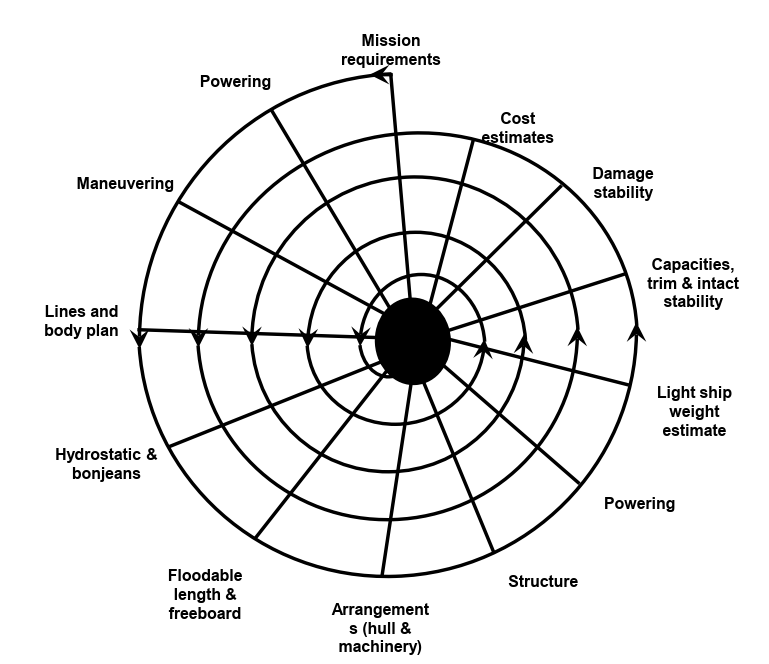 Mission
requirements
Powering
Cost
estimates
Maneuvering
Damage
stability
Capacities,
trim & intact
stability
Lines and
body plan
Light ship
weight
estimate
Hydrostatic &
bonjeans
Powering
Floodable
length &
freeboard
Structure
Arrangement
s (hull &
machinery)